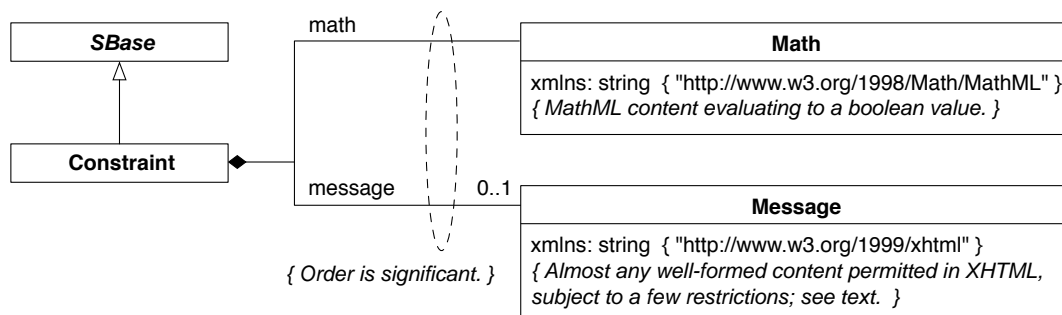 SBase
Constraint
math
message
0..1
{ Order is significant. }
Math
xmlns: string { "http://www.w3.org/1998/Math/MathML" }
{ MathML content evaluating to a boolean value. }
Message
xmlns: string { "http://www.w3.org/1999/xhtml" }
{ Almost any well-formed content permitted in XHTML,
subject to a few restrictions; see text. }